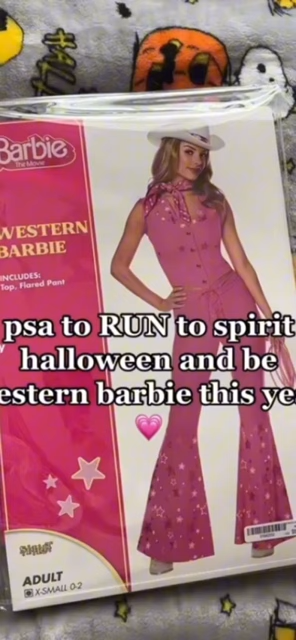 Barbie
The Movie
WESTERN
BARBIE
INCLUDES:
Top, Flared Pant
psa to RUN to spirit
halloween and be
estern barbie this ye
💗
ADULT
X-SMALL 0-2